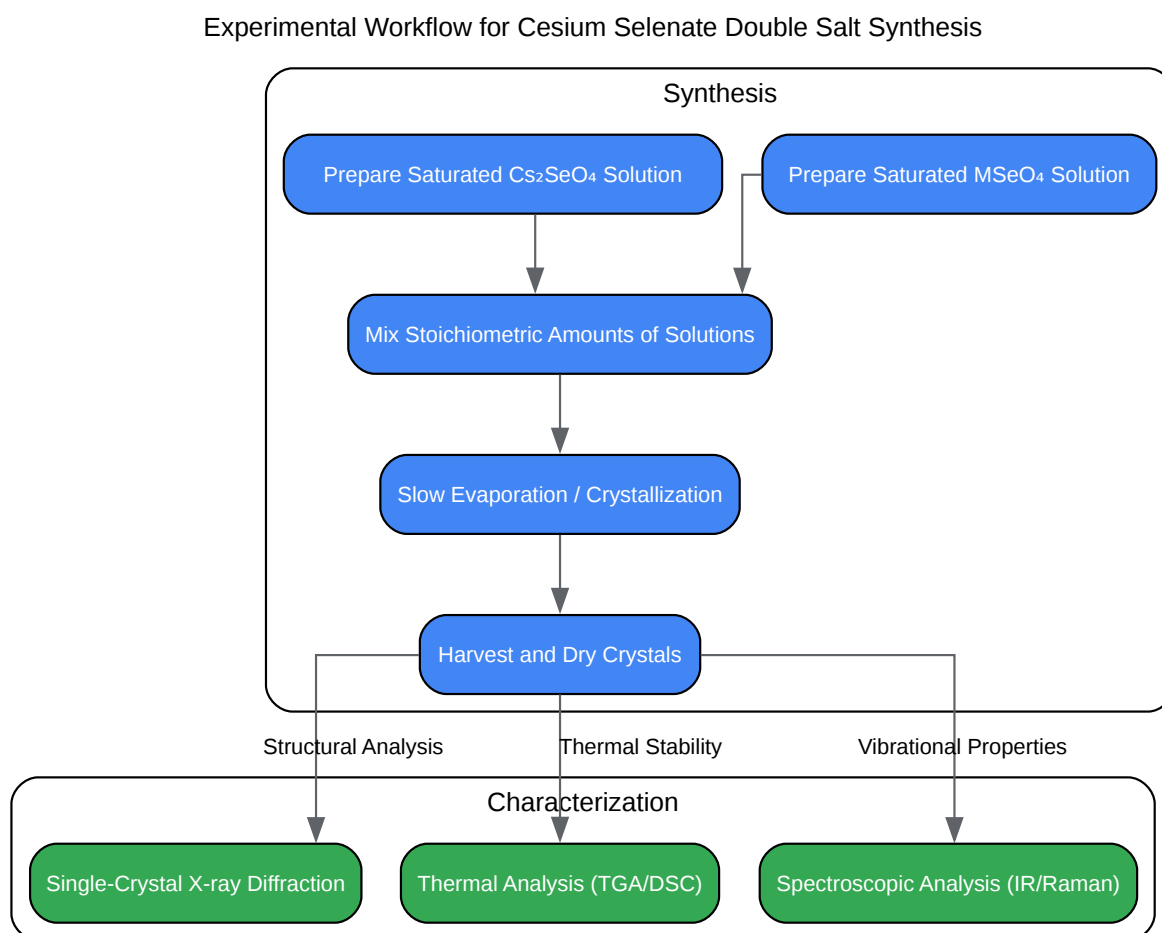 Experimental Workflow for Cesium Selenate Double Salt Synthesis
Synthesis
Prepare Saturated Cs₂SeO₄ Solution
Prepare Saturated MSeO₄ Solution
Mix Stoichiometric Amounts of Solutions
Slow Evaporation / Crystallization
Harvest and Dry Crystals
Structural Analysis
Thermal Stability
Vibrational Properties
Characterization
Single-Crystal X-ray Diffraction
Thermal Analysis (TGA/DSC)
Spectroscopic Analysis (IR/Raman)